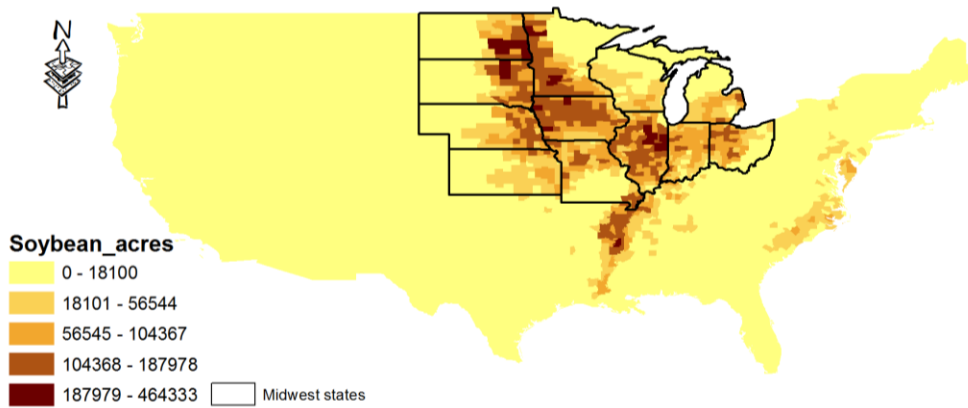 N
Soybean_acres
0 - 18100
18101 - 56544
56545 - 104367
104368 - 187978
187979 - 464333
Midwest states